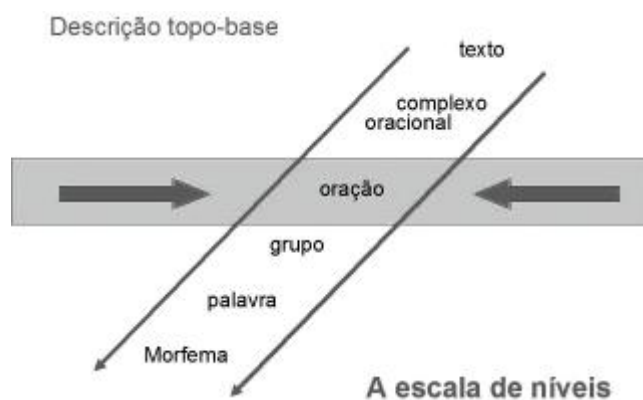 Descrição topo-base
texto
complexo
oracional
oração
grupo
palavra
Morfema
A escala de níveis